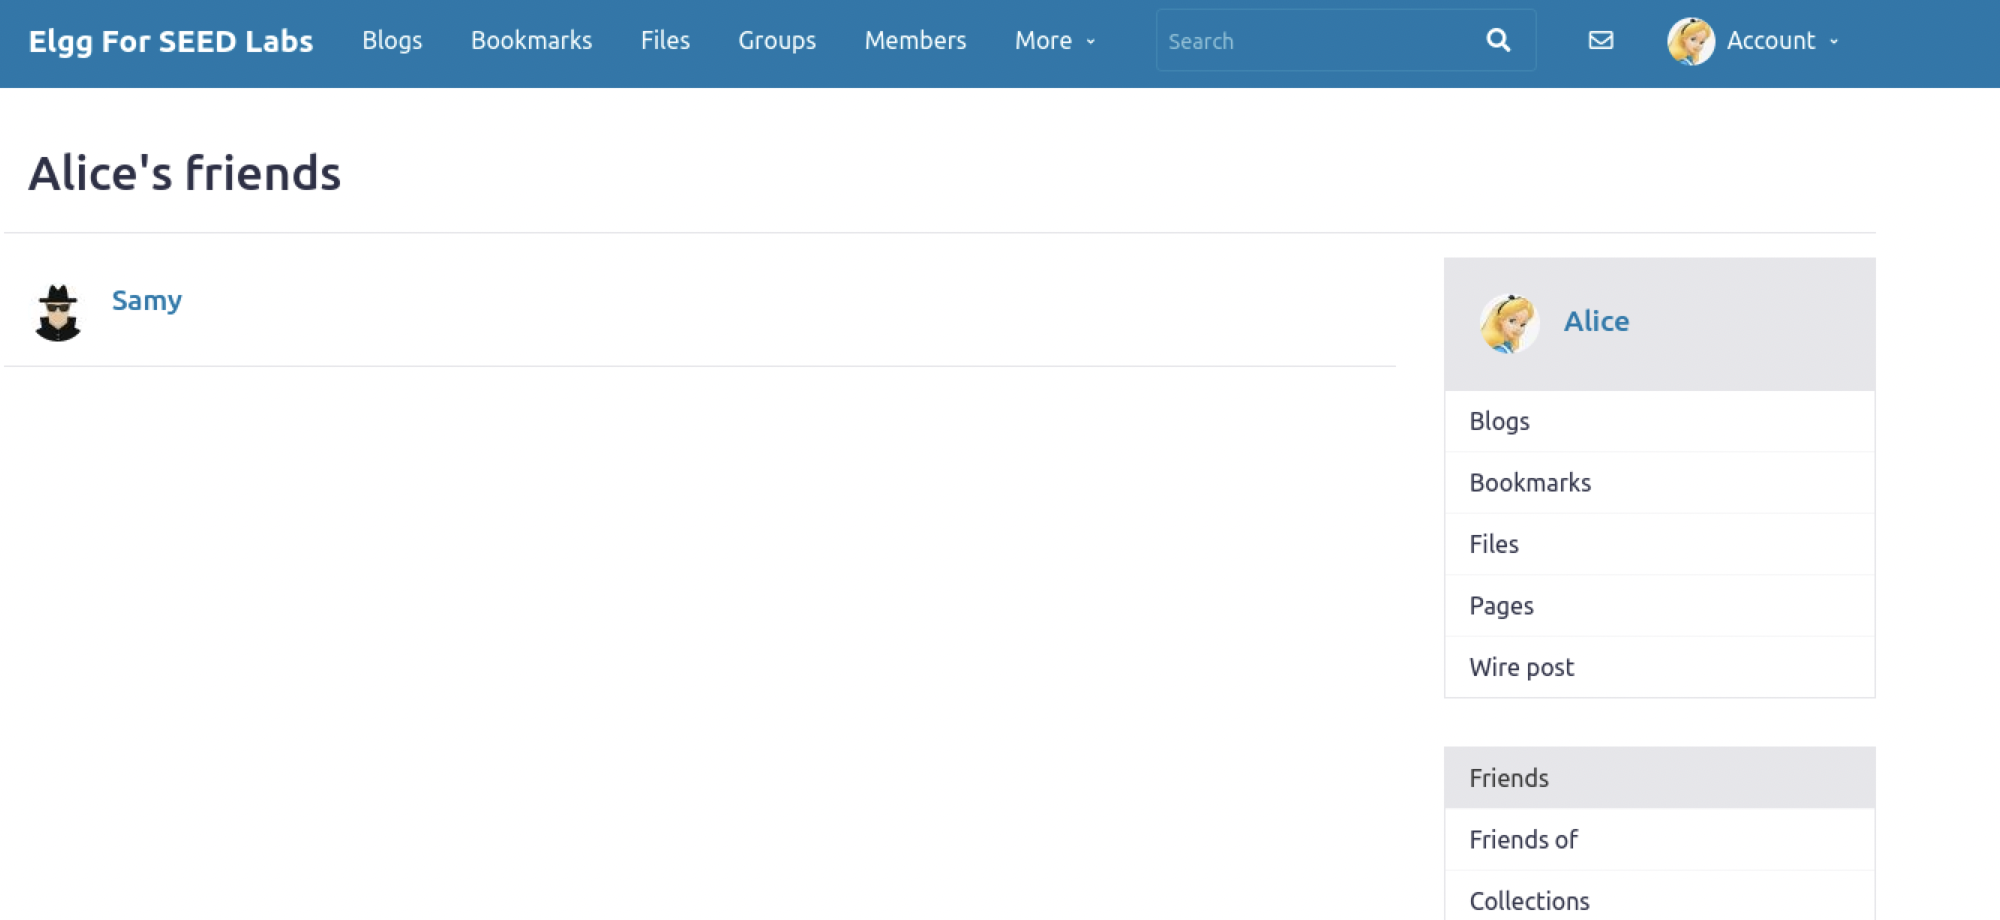 Elgg For SEED Labs Blogs Bookmarks Files Groups Members More Search Account
Alice's friends
Samy
Alice
Blogs
Bookmarks
Files
Pages
Wire post
Friends
Friends of
Collections